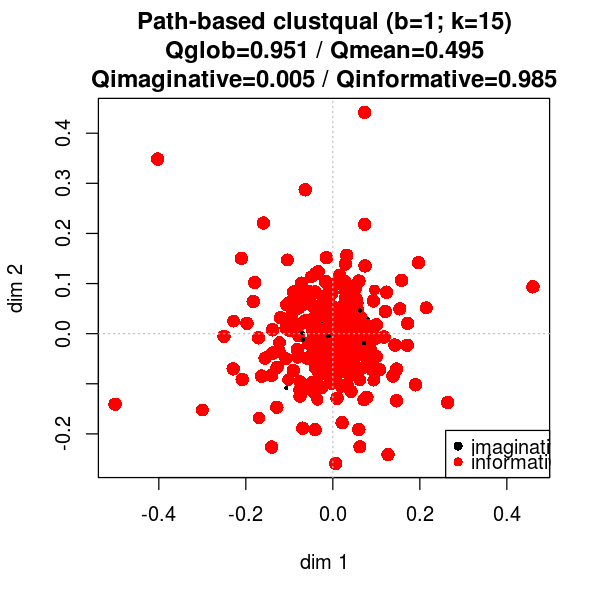 Path-based clustqual (b=1; k=15)
Qglob=0.951 / Qmean=0.495
Qimaginative=0.005 / Qinformative=0.985
0.4
0.3
0.2
0.1
0.0
-0.2
dim 2
imaginati
informati
-0.4
-0.2
0.0
0.2
0.4
dim 1